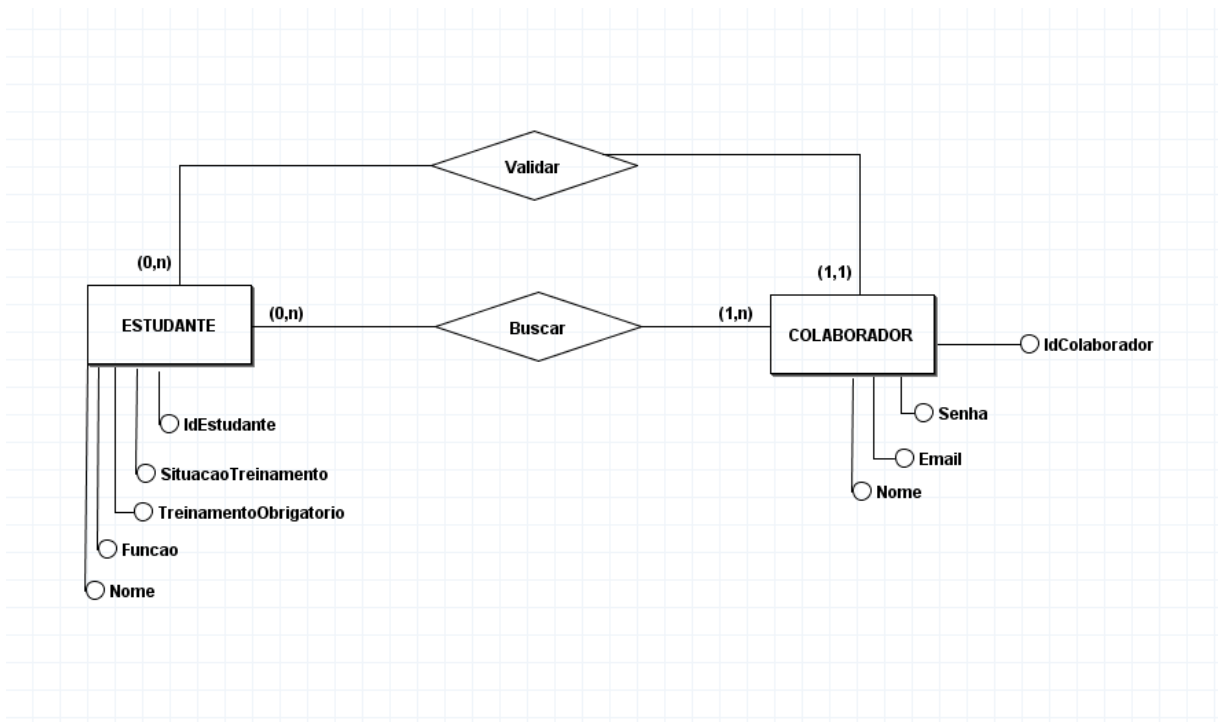 Validar
(0,n)
(1,1)
ESTUDANTE
(0,n)
Buscar
(1,n)
COLABORADOR
IdColaborador
Senha
Email
Nome
IdEstudante
SituacaoTreinamento
TreinamentoObrigatorio
Funcao
Nome